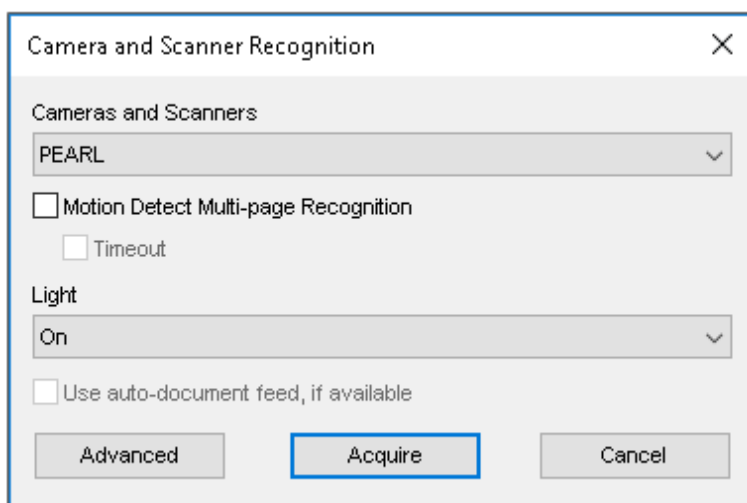 Camera and Scanner Recognition
Cameras and Scanners
PEARL
Motion Detect Multi-page Recognition
Timeout
Light
On
Use auto-document feed, if available
Advanced Acquire Cancel